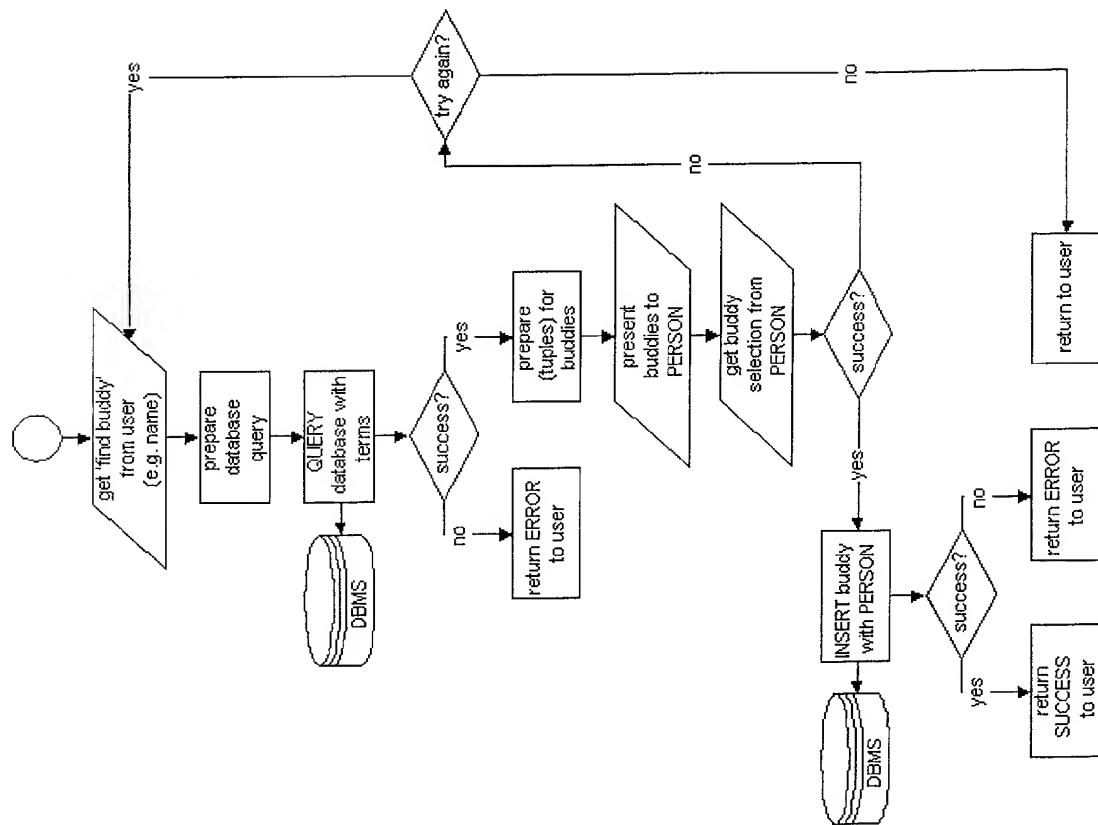 get 'find buddy'
from user
(e.g. name)
prepare
database
query
QUERY
database with
terms
DBMS
success?
no
yes
return ERROR
to user
prepare
(tuples) for
buddies
present
buddies to
PERSON
get buddy
selection from
PERSON
success?
yes
no
try again?
yes
no
return to user
INSERT buddy
with PERSON
DBMS
success?
yes
no
return
SUCCESS
to user
return ERROR
to user